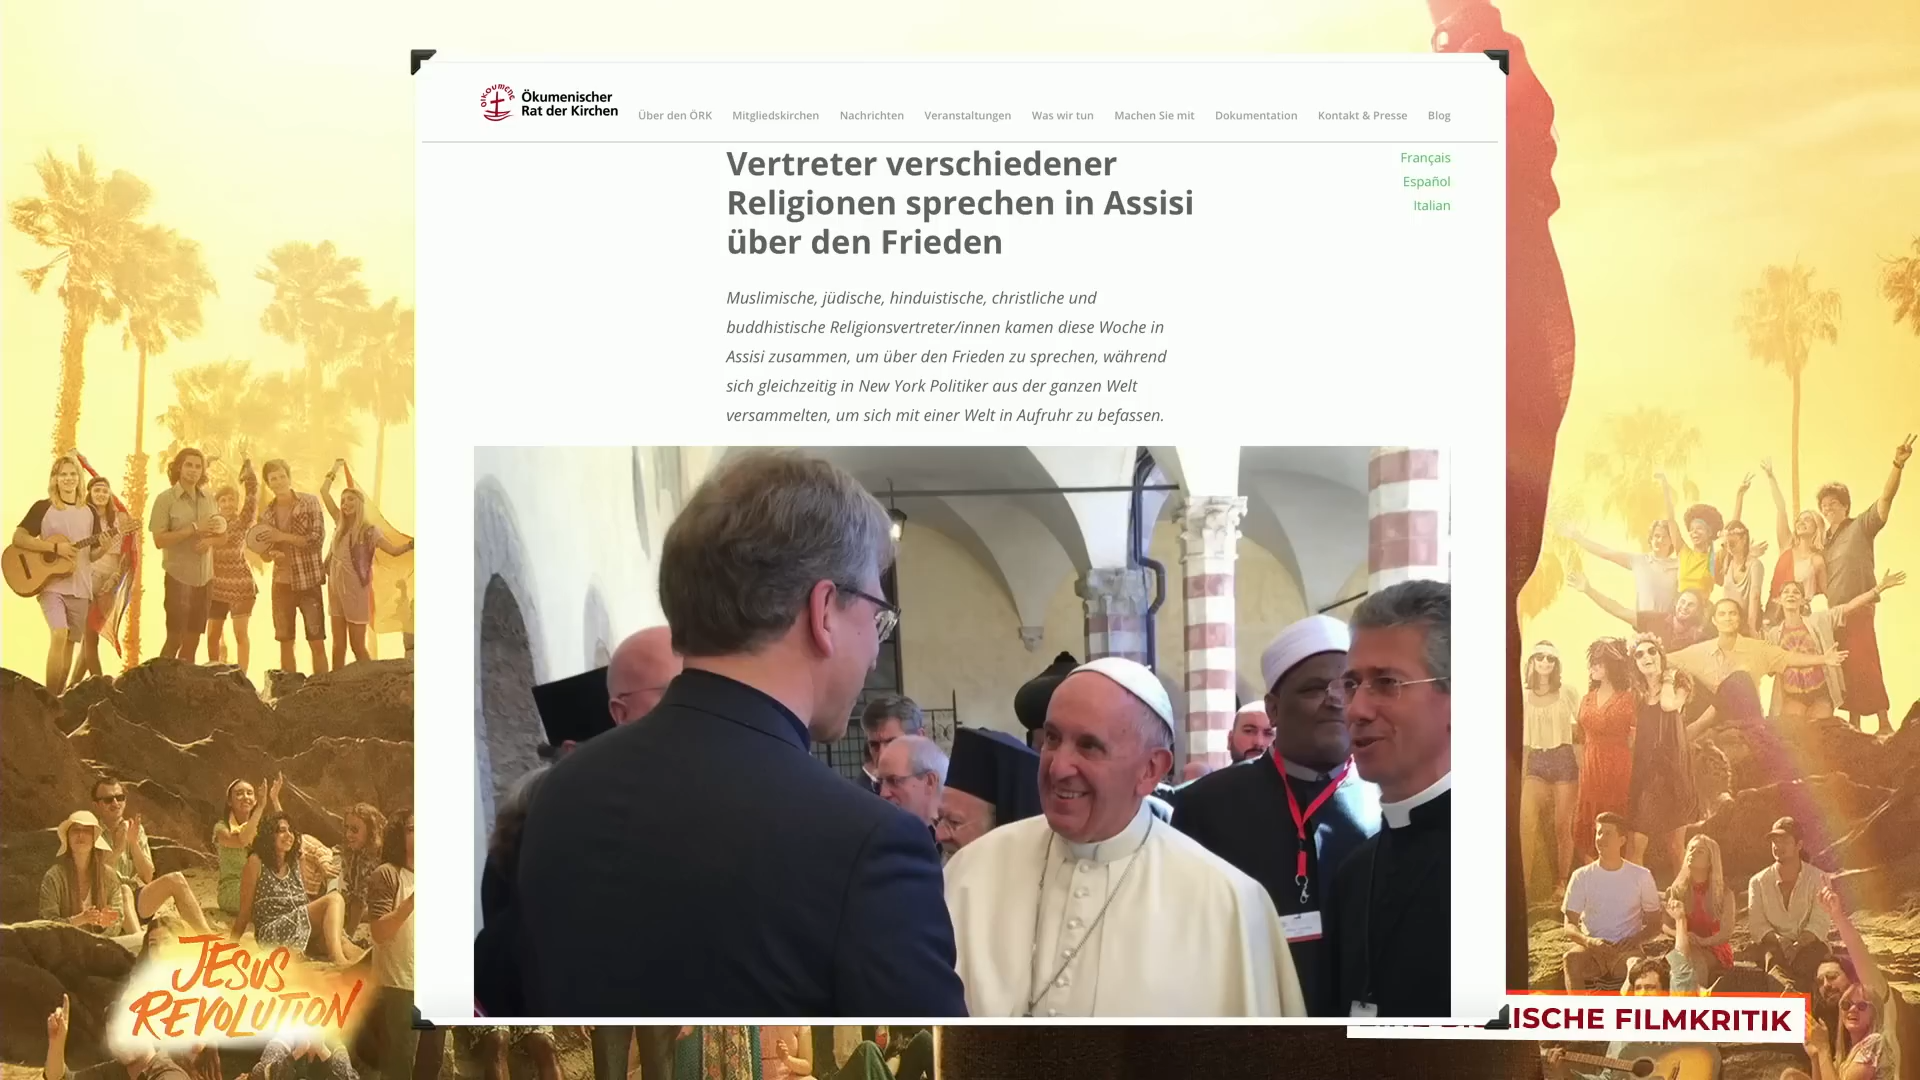 OIKOUMENE
Ökumenischer
Rat der Kirchen
Über den ÖRK Mitgliedskirchen Nachrichten Veranstaltungen Was wir tun Machen Sie mit Dokumentation Kontakt & Presse Blog
Français
Español
Italian
Vertreter verschiedener
Religionen sprechen in Assisi
über den Frieden
Muslimische, jüdische, hinduistische, christliche und
buddhistische Religionsvertreter/innen kamen diese Woche in
Assisi zusammen, um über den Frieden zu sprechen, während
sich gleichzeitig in New York Politiker aus der ganzen Welt
versammelten, um sich mit einer Welt in Aufruhr zu befassen.
JESUS
REVOLUTION
ISCHE FILMKRITIK